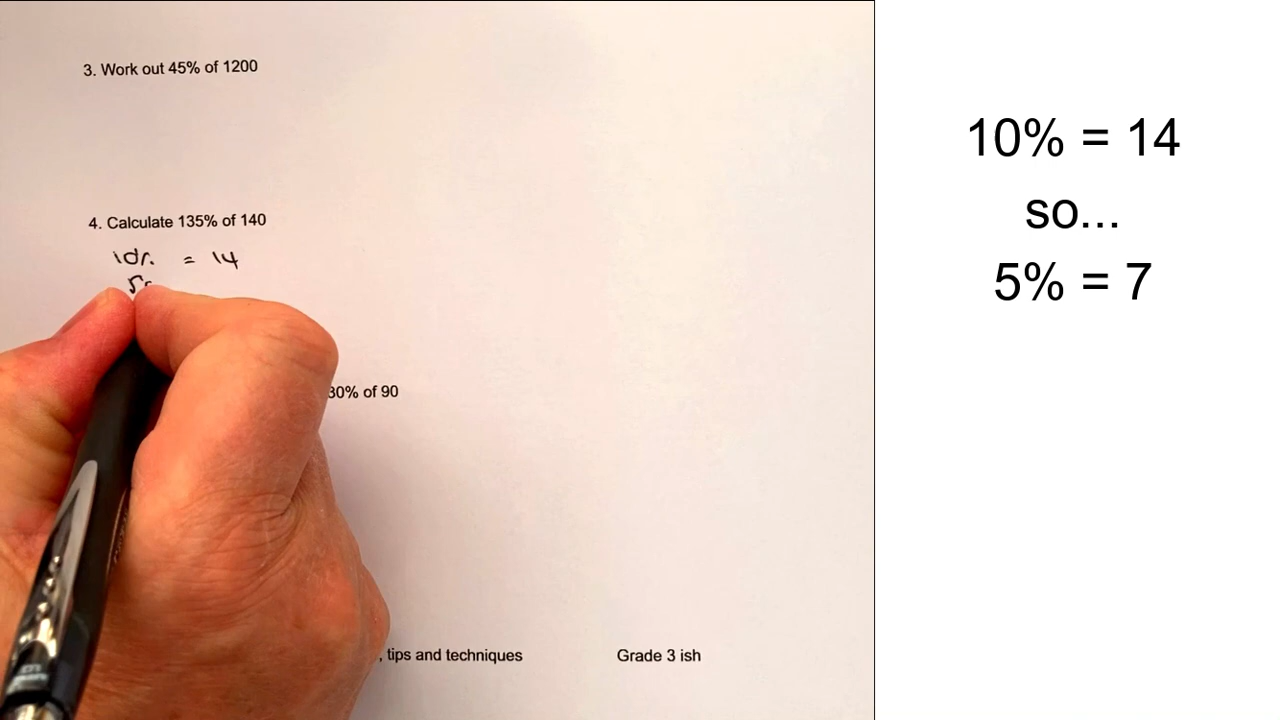 3. Work out 45% of 1200
4. Calculate 135% of 140
10% = 14
5%
30% of 90
, tips and techniques
Grade 3 ish
10% = 14
so...
5% = 7